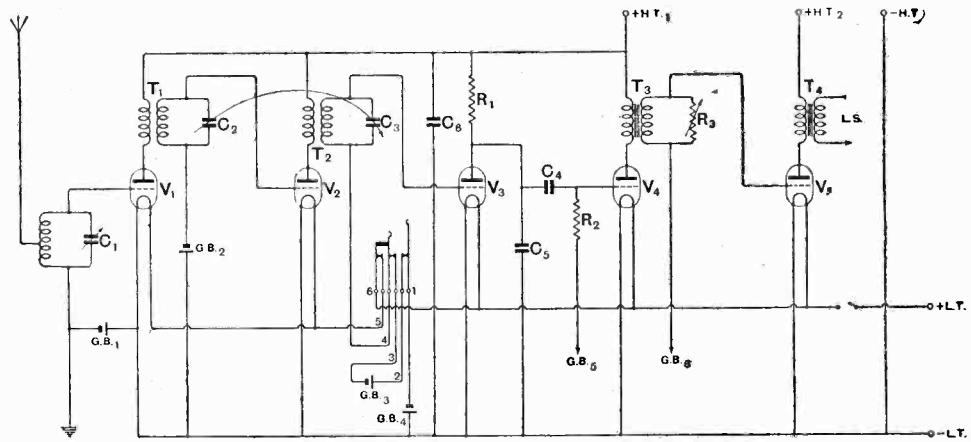 +H.T.1
+H.T.2
-H.T.
T1
C2
T2
C3
C6
R1
T3
R3
T4
L.S.
V1
V2
V3
C4
V4
V5
C1
G.B.2
R2
C5
6
1
+L.T.
5
G.B.1
4
3
2
G.B.3
G.B.4
G.B.5
G.B.6
-L.T.